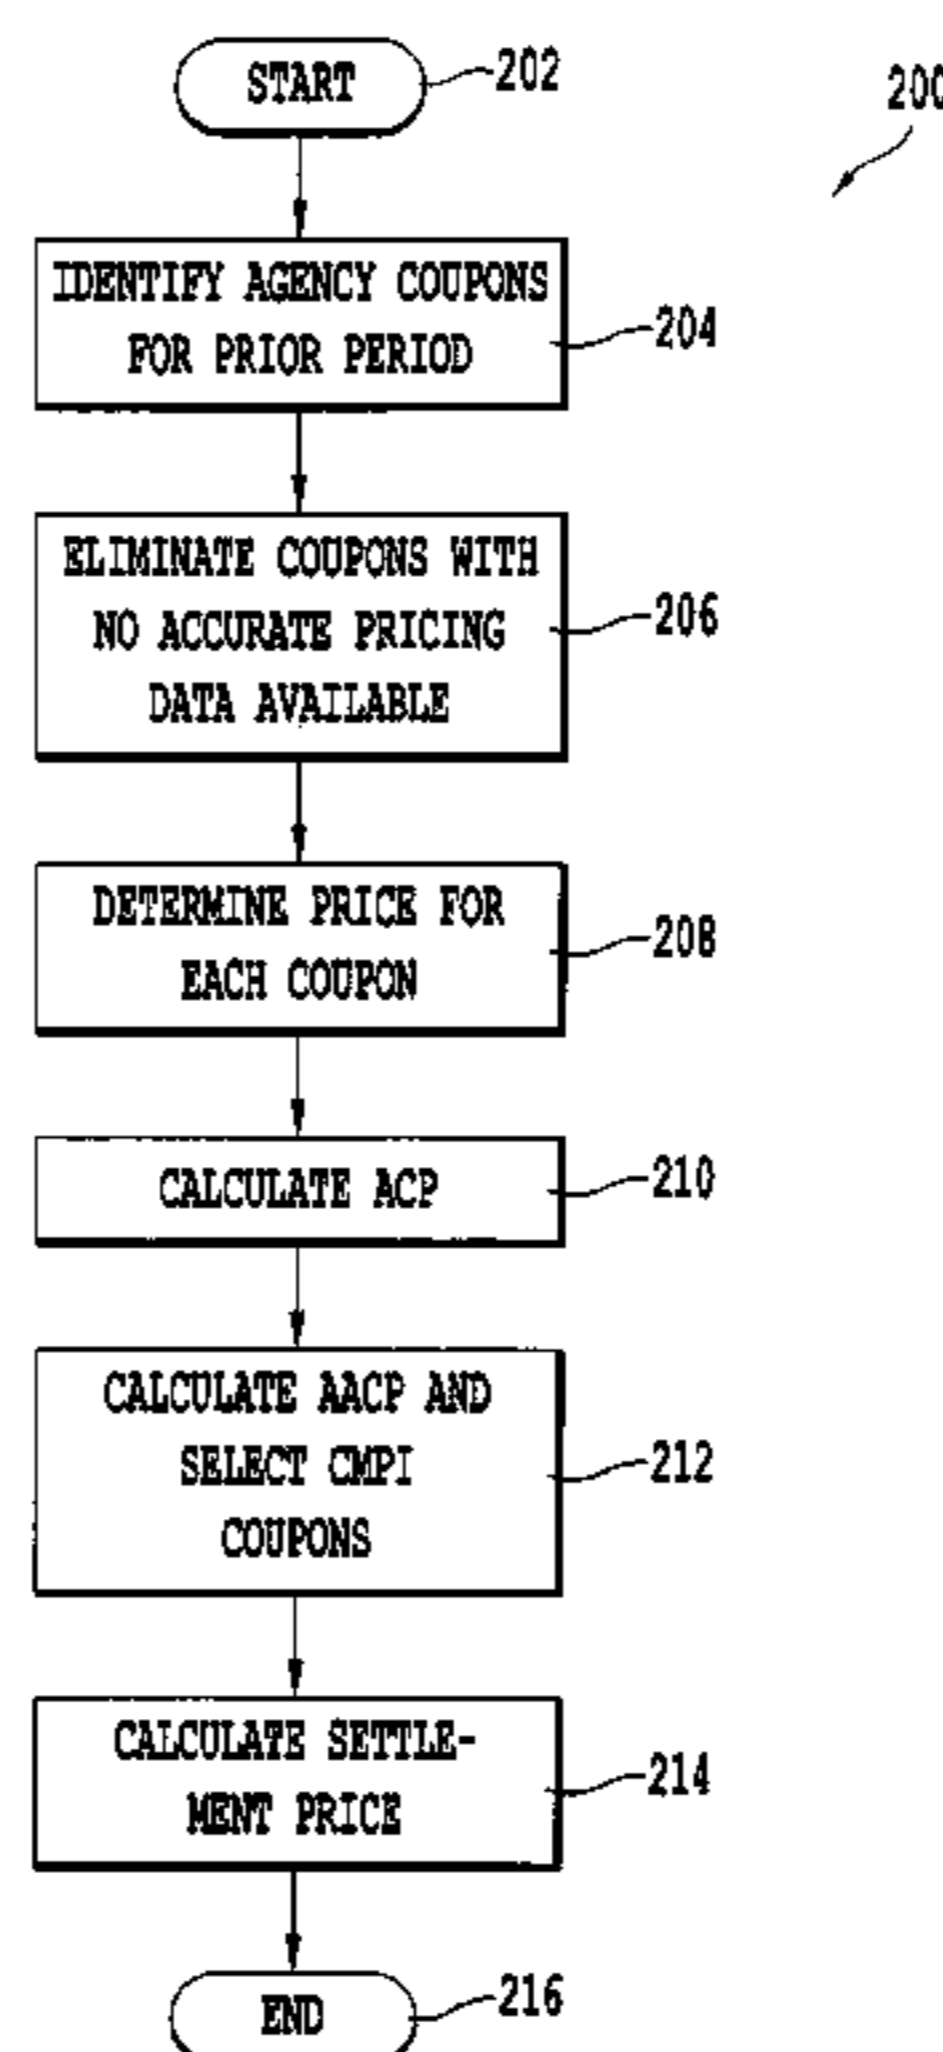 START
202
200
IDENTIFY AGENCY COUPONS
FOR PRIOR PERIOD
204
ELIMINATE COUPONS WITH
NO ACCURATE PRICING
DATA AVAILABLE
206
DETERMINE PRICE FOR
EACH COUPON
208
CALCULATE ACP
210
CALCULATE AACP AND
SELECT CMPI
COUPONS
212
CALCULATE SETTLE-
MENT PRICE
214
END
216